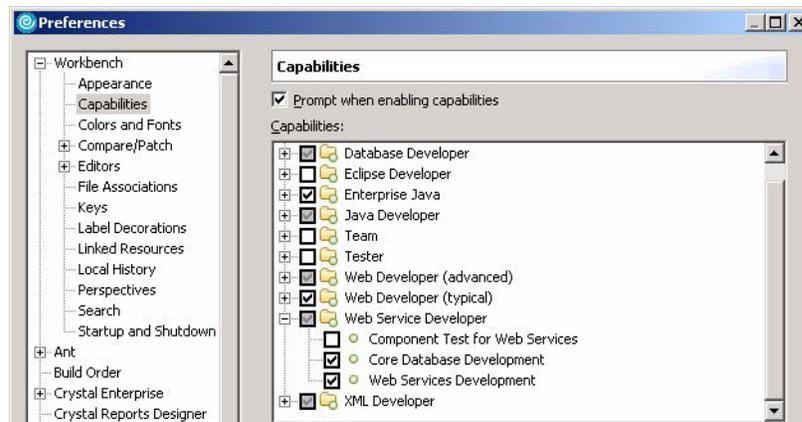 Preferences
Workbench
Appearance
Capabilities
Colors and Fonts
Compare/Patch
Editors
File Associations
Keys
Label Decorations
Linked Resources
Local History
Perspectives
Search
Startup and Shutdown
Ant
Build Order
Crystal Enterprise
Crystal Reports Designer
Capabilities
Prompt when enabling capabilities
Capabilities:
Database Developer
Eclipse Developer
Enterprise Java
Java Developer
Team
Tester
Web Developer (advanced)
Web Developer (typical)
Web Service Developer
Component Test for Web Services
Core Database Development
Web Services Development
XML Developer